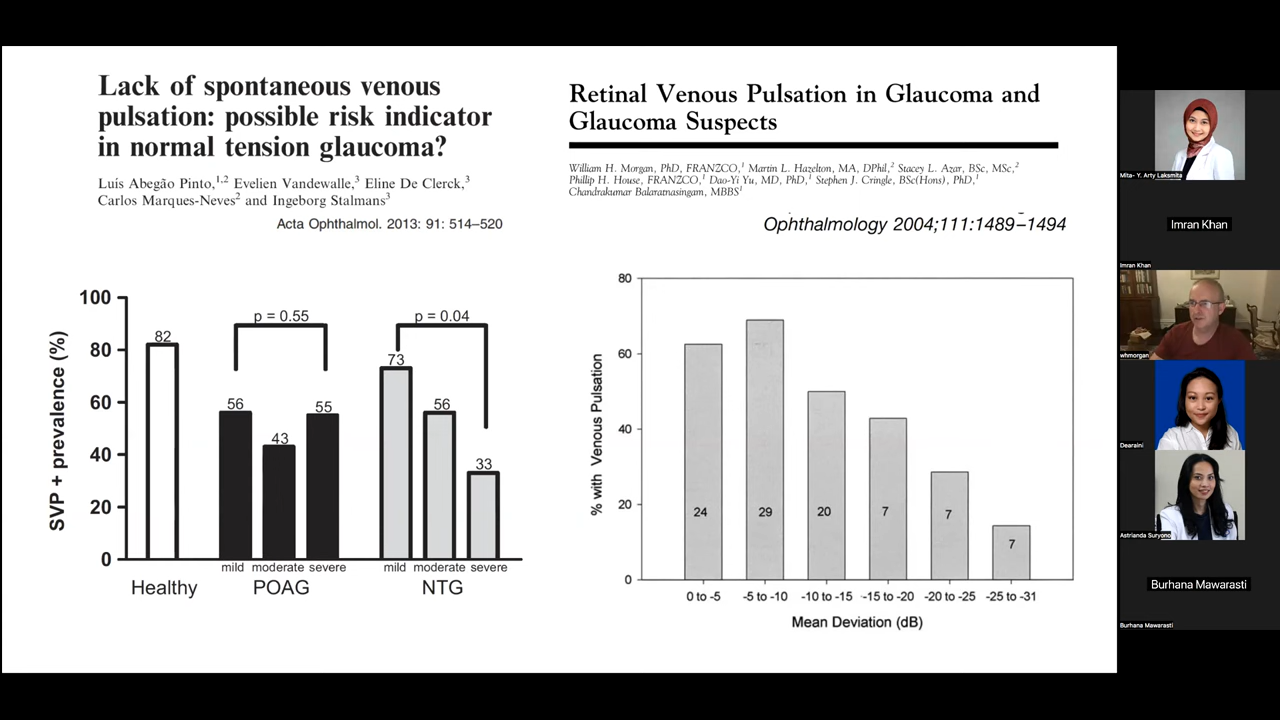 Lack of spontaneous venous
pulsation: possible risk indicator
in normal tension glaucoma?
Luís Abegão Pinto,1,2 Evelien Vandewalle,3 Eline De Clerck,3
Carlos Marques-Neves2 and Ingeborg Stalmans3
Acta Ophthalmol. 2013: 91: 514–520
SVP + prevalence (%)
100
80
60
40
20
0
82
p = 0.55
56
43
55
p = 0.04
73
56
33
mild moderate severe
mild moderate severe
Healthy
POAG
NTG
Retinal Venous Pulsation in Glaucoma and
Glaucoma Suspects
William H. Morgan, PhD, FRANZCO,1 Martin L. Hazelton, MA, DPhil,2 Stacey L. Azar, BSc, MSc,2
Phillip H. House, FRANZCO,1 Dao-Yi Yu, MD, PhD,1 Stephen J. Cringle, BSc(Hons), PhD,1
Chandrakumar Balaratnasingam, MBBS1
Ophthalmology 2004;111:1489–1494
% with Venous Pulsation
80
60
40
20
0
24
29
20
7
7
7
0 to -5
-5 to -10
-10 to -15
-15 to -20
-20 to -25
-25 to -31
Mean Deviation (dB)
Mita- Y. Arty Laksmita
Imran Khan
Imran Khan
whmorgan
Dearaini
Astrianda Suryono
Burhana Mawarasti
Burhana Mawarasti